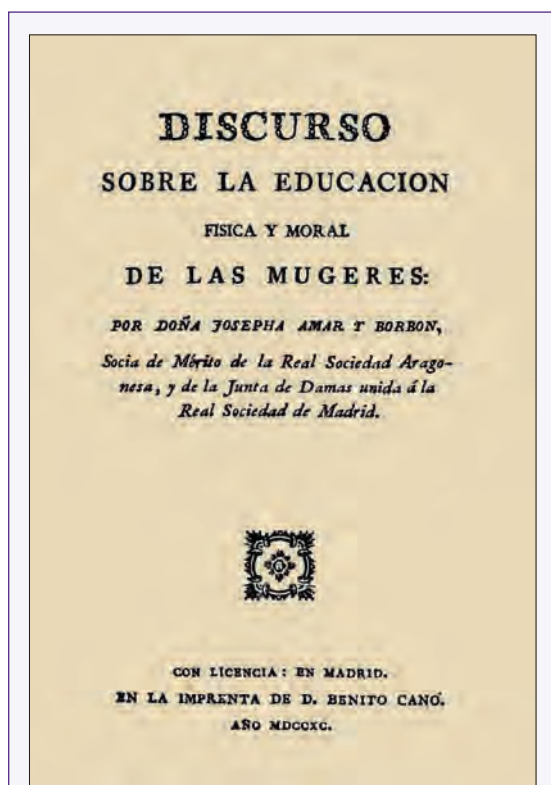 DISCURSO
SOBRE LA EDUCACION
FISICA Y MORAL
DE LAS MUGERES:
POR DOÑA JOSEPHA AMAR Y BORBON,
Socia de Mérito de la Real Sociedad Arago-
nesa, y de la Junta de Damas unida á la
Real Sociedad de Madrid.
CON LICENCIA: EN MADRID.
EN LA IMPRENTA DE D. BENITO CANO.
AÑO MDCCXC.